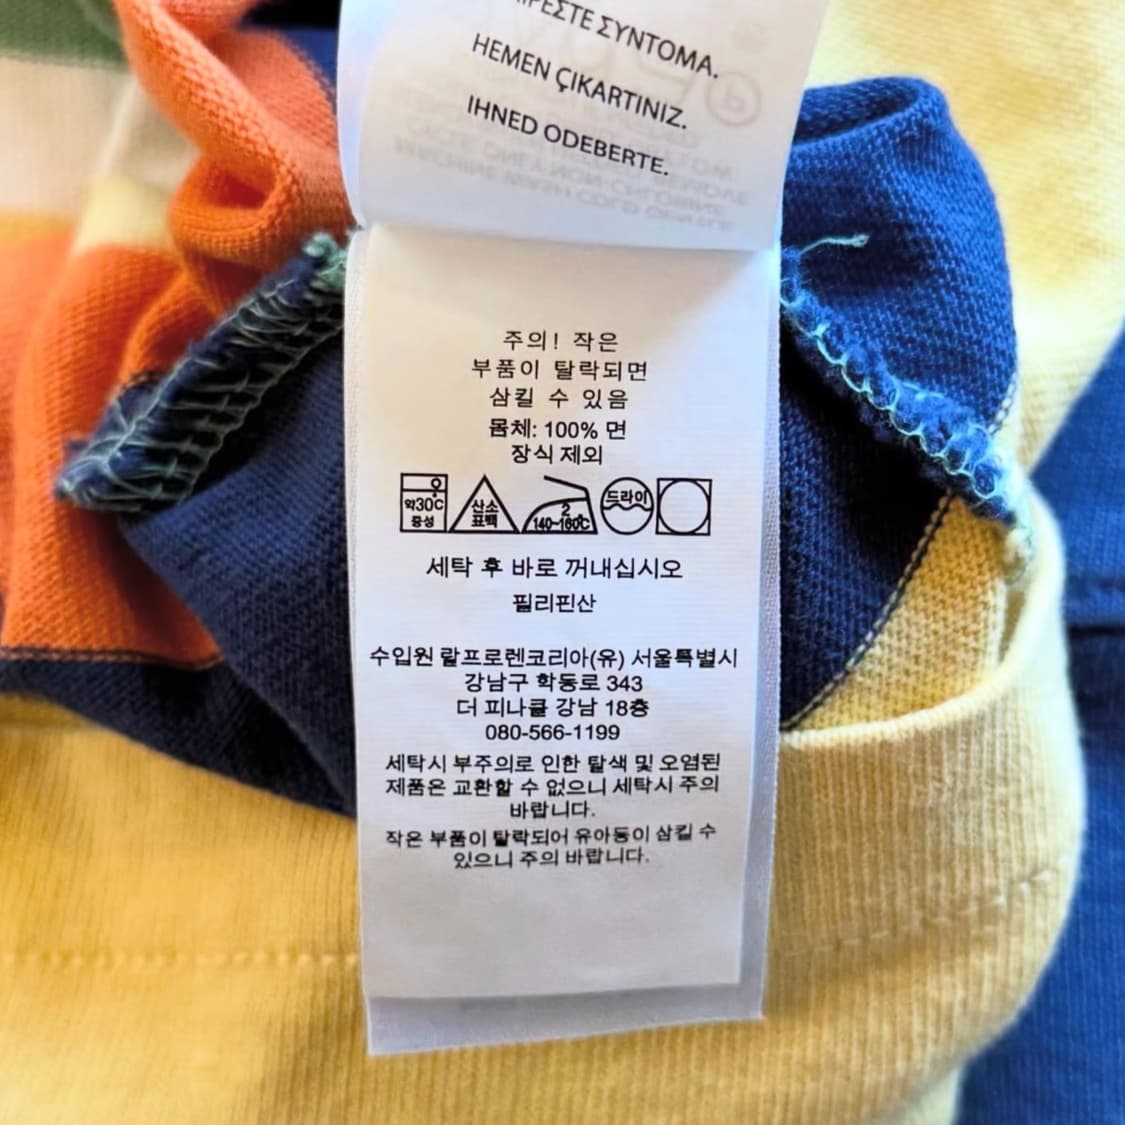 ΣΥΝΤΟΜΑ.
HEMEN ÇIKARTINIZ.
IHNED ODEBERTE.
주의! 작은
부품이 탈락되면
삼킬 수 있음
몸체: 100% 면
장식 제외
약30℃
중성
산소
표백
2
140~160℃
드라이
세탁 후 바로 꺼내십시오
필리핀산
수입원 랄프로렌코리아(유) 서울특별시
강남구 학동로 343
더 피나클 강남 18층
080-566-1199
세탁시 부주의로 인한 탈색 및 오염된
제품은 교환할 수 없으니 세탁시 주의
바랍니다.
작은 부품이 탈락되어 유아동이 삼킬 수
있으니 주의 바랍니다.